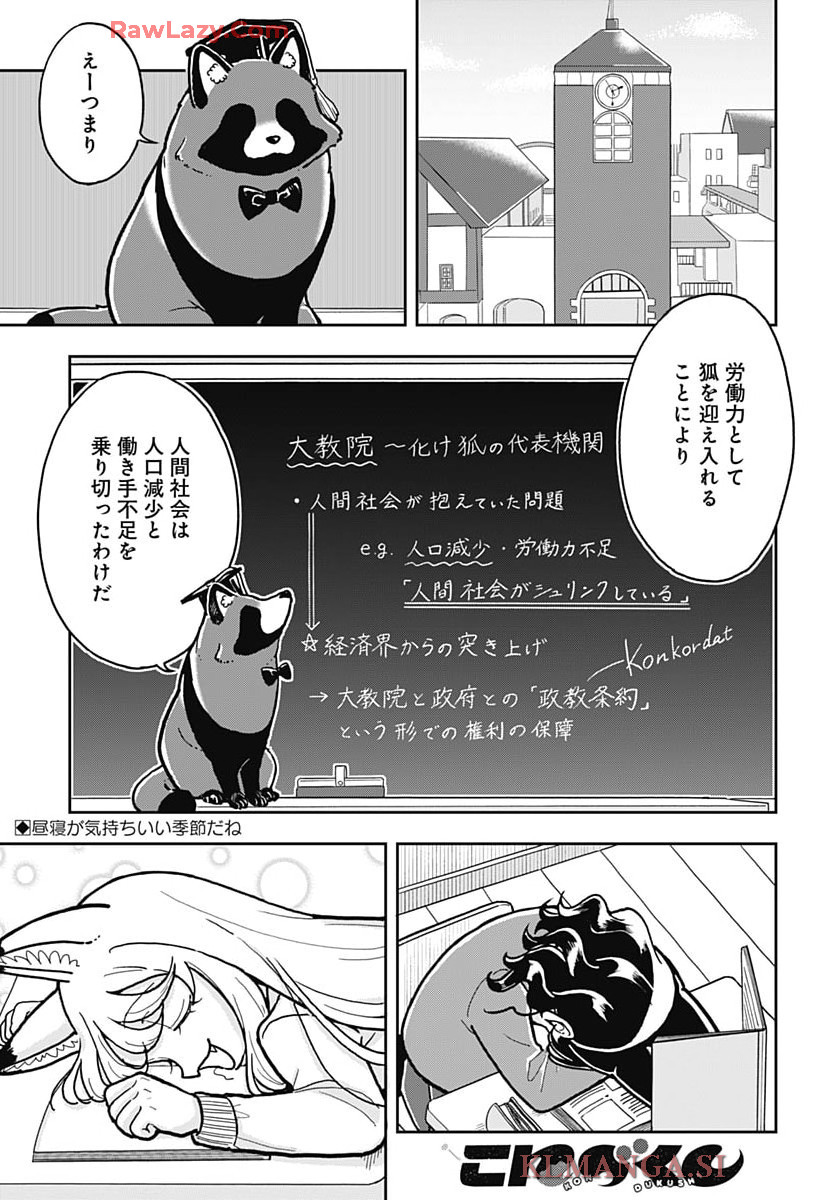 RawLazy.Com
えーつまり
労働力として
狐を迎え入れる
ことにより
大教院 〜化け狐の代表機関
・人間社会が抱えていた問題
e.g. 人口減少・労働力不足
「人間社会がシュリンクしている」
☆経済界からの突き上げ
Konkordat
→大教院と政府との「政教条約」
という形での権利の保障
人間社会は
人口減少と
働き手不足を
乗り切ったわけだ
◆昼寝が気持ちいい季節だね
KLMANGA.SI